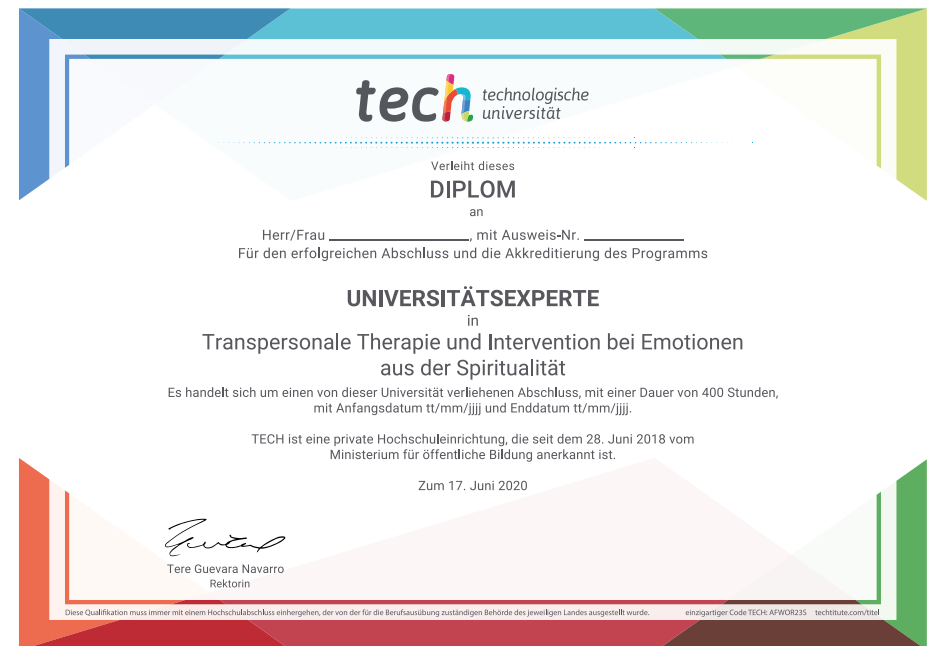 tech technologische
universität
Verleiht dieses
DIPLOM
an
Herr/Frau ____________________, mit Ausweis-Nr. ______________
Für den erfolgreichen Abschluss und die Akkreditierung des Programms
UNIVERSITÄTSEXPERTE
in
Transpersonale Therapie und Intervention bei Emotionen
aus der Spiritualität
Es handelt sich um einen von dieser Universität verliehenen Abschluss, mit einer Dauer von 400 Stunden,
mit Anfangsdatum tt/mm/jjjj und Enddatum tt/mm/jjjj.
TECH ist eine private Hochschuleinrichtung, die seit dem 28. Juni 2018 vom
Ministerium für öffentliche Bildung anerkannt ist.
Zum 17. Juni 2020
Tere Guevara Navarro
Rektorin
Diese Qualifikation muss immer mit einem Hochschulabschluss einhergehen, der von der für die Berufsausübung zuständigen Behörde des jeweiligen Landes ausgestellt wurde. einzigartiger Code TECH: AFWOR23S techtitute.com/titel